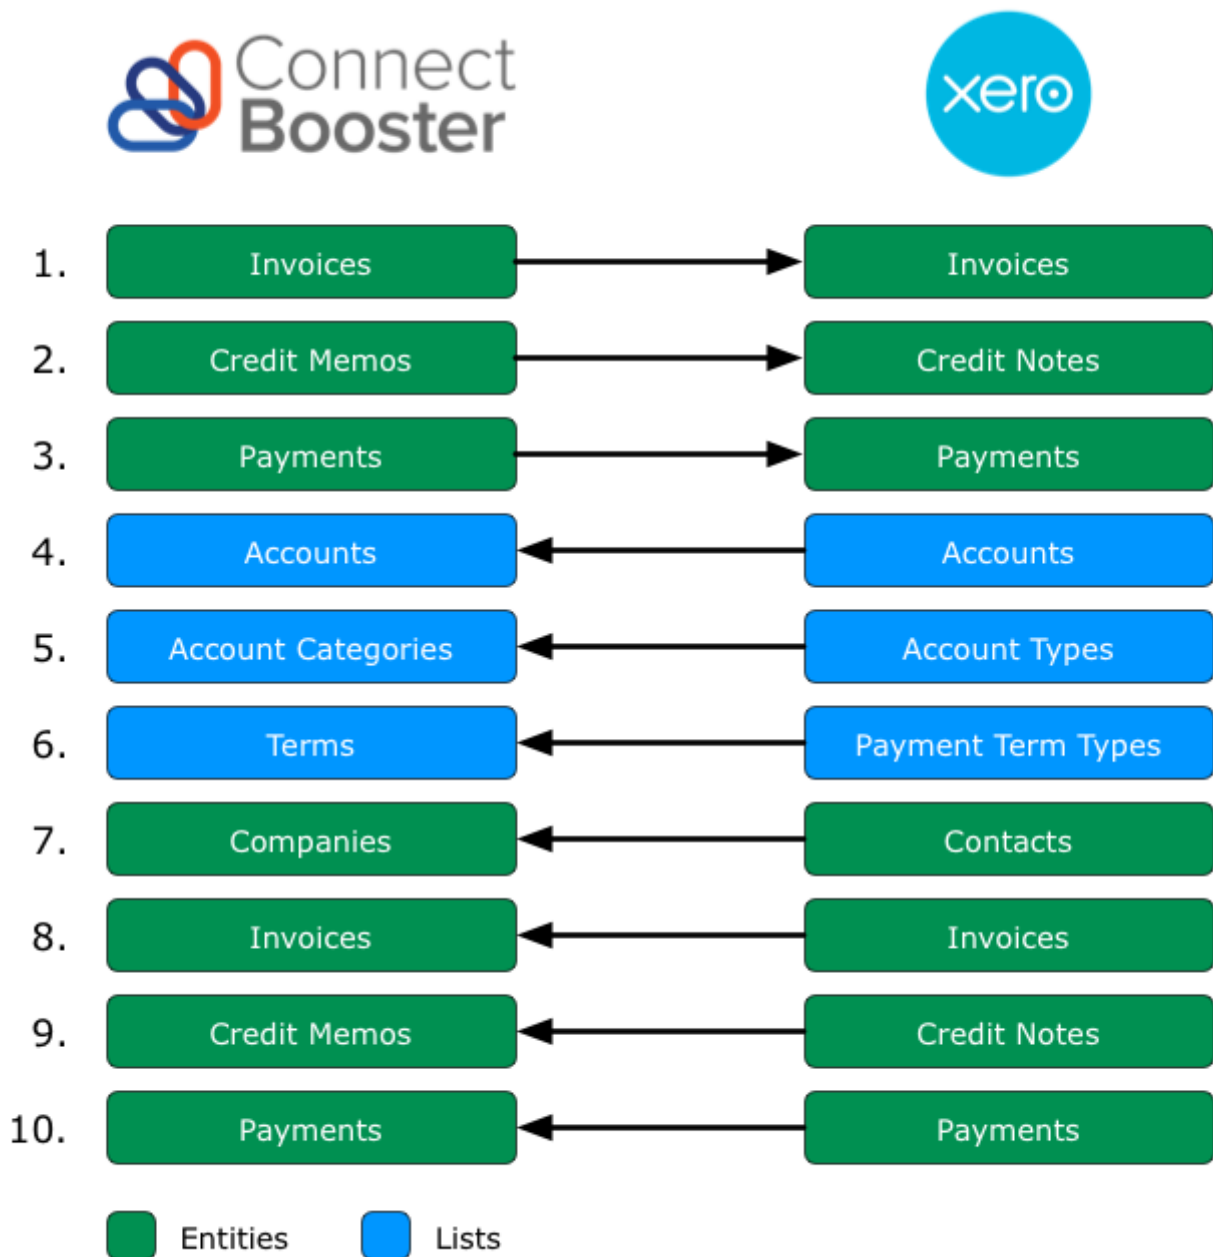 Connect
Booster
xero
1. Invoices Invoices
2. Credit Memos Credit Notes
3. Payments Payments
4. Accounts Accounts
5. Account Categories Account Types
6. Terms Payment Term Types
7. Companies Contacts
8. Invoices Invoices
9. Credit Memos Credit Notes
10. Payments Payments
Entities Lists